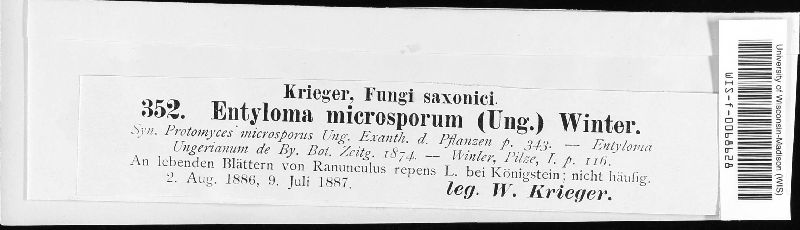 Krieger, Fungi saxonici.
352. Entyloma microsporum (Ung.) Winter.
Syn. Protomyces microsporus Ung. Exanth. d. Pflanzen p. 343. — Entyloma
Ungerianum de By. Bot. Zeitg. 1874. — Winter, Pilze, I. p. 116.
An lebenden Blättern von Ranunculus repens L. bei Königstein; nicht häufig.
2. Aug. 1886, 9. Juli 1887.
leg. W. Krieger.
University of Wisconsin-Madison (WIS)